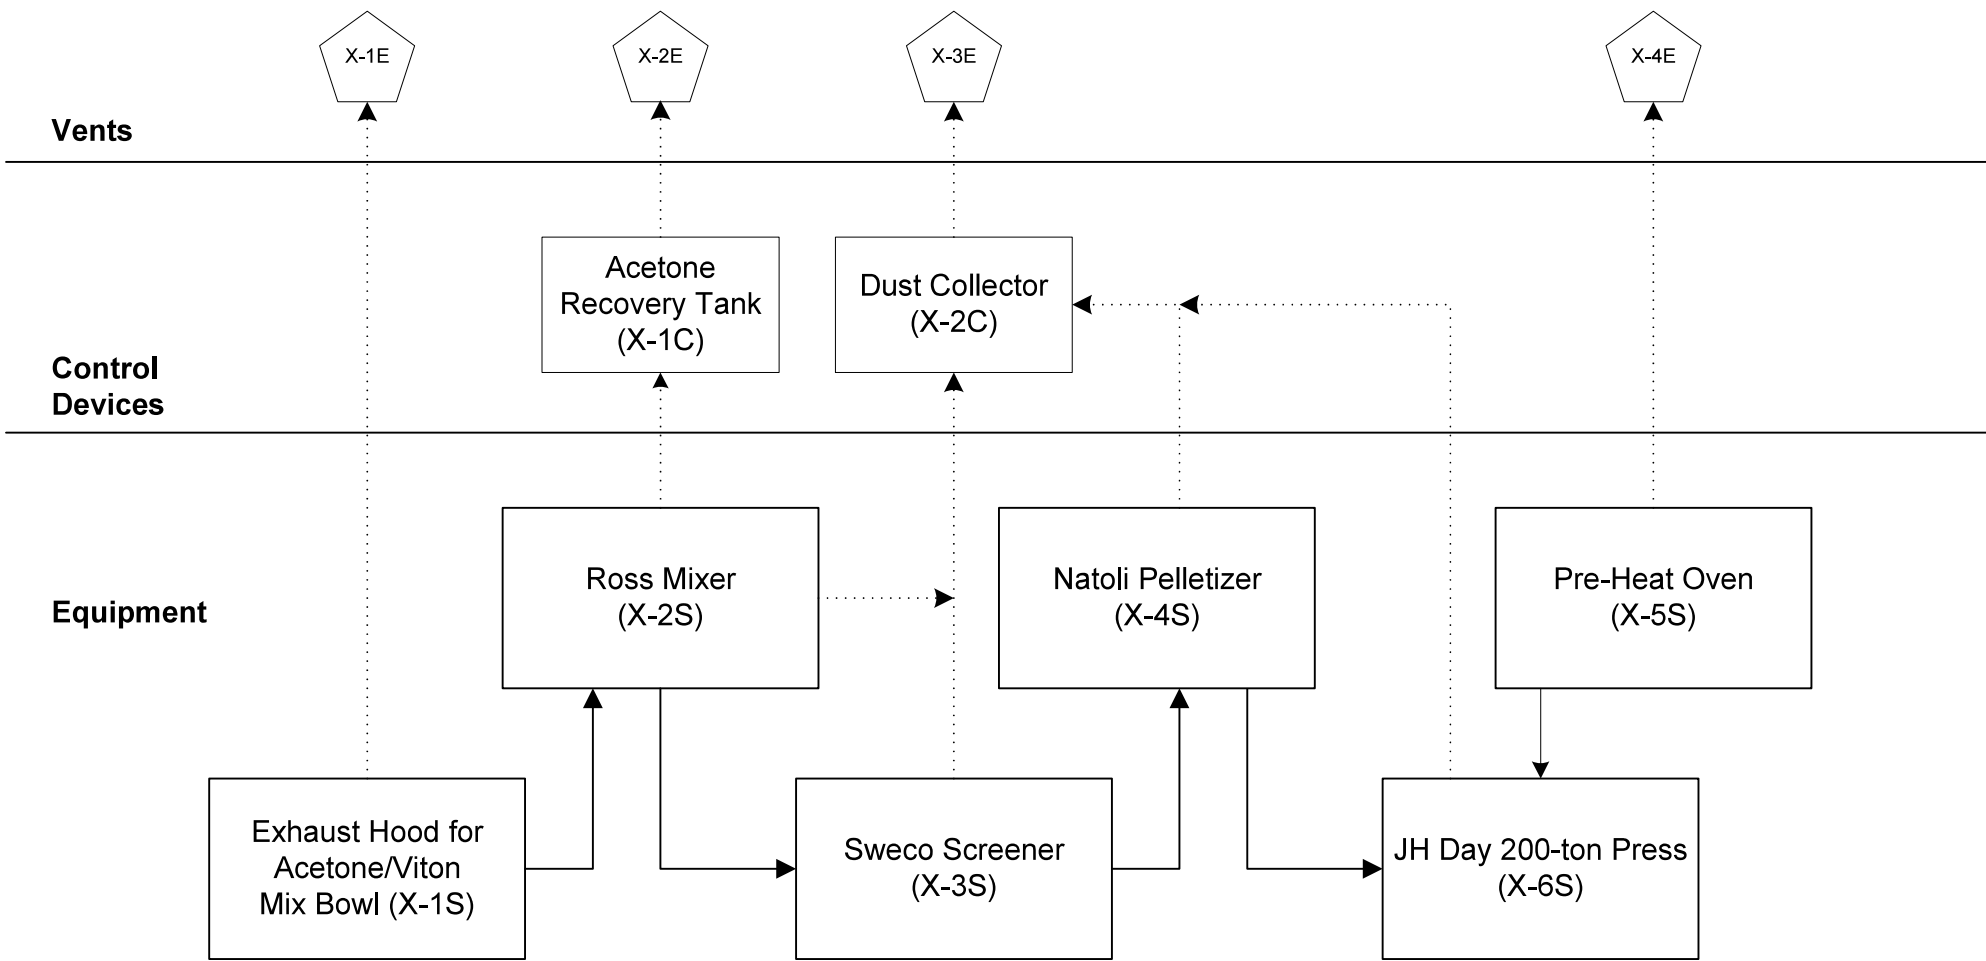 X-1E
X-2E
X-3E
X-4E
Vents
Acetone
Recovery Tank
(X-1C)
Dust Collector
(X-2C)
Control
Devices
Ross Mixer
(X-2S)
Natoli Pelletizer
(X-4S)
Pre-Heat Oven
(X-5S)
Equipment
Exhaust Hood for
Acetone/Viton
Mix Bowl (X-1S)
Sweco Screener
(X-3S)
JH Day 200-ton Press
(X-6S)